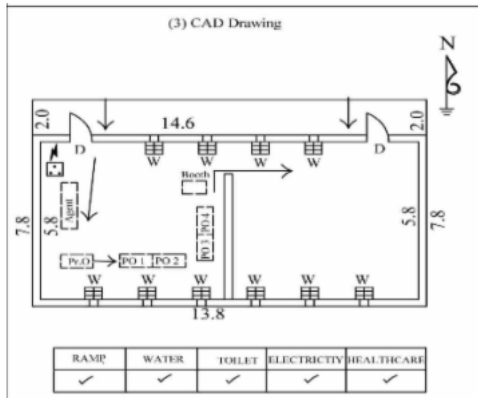 (3) CAD Drawing
N
2.0
14.6
2.0
D
W
W
W
W
D
Booth
7.8
5.8
Agent
PO 3
PO 4
5.8
7.8
Pr.O
PO 1
PO 2
W
W
W
W
W
W
13.8
RAMP
WATER
TOILET
ELECTRICTIY
HEALTHCARE